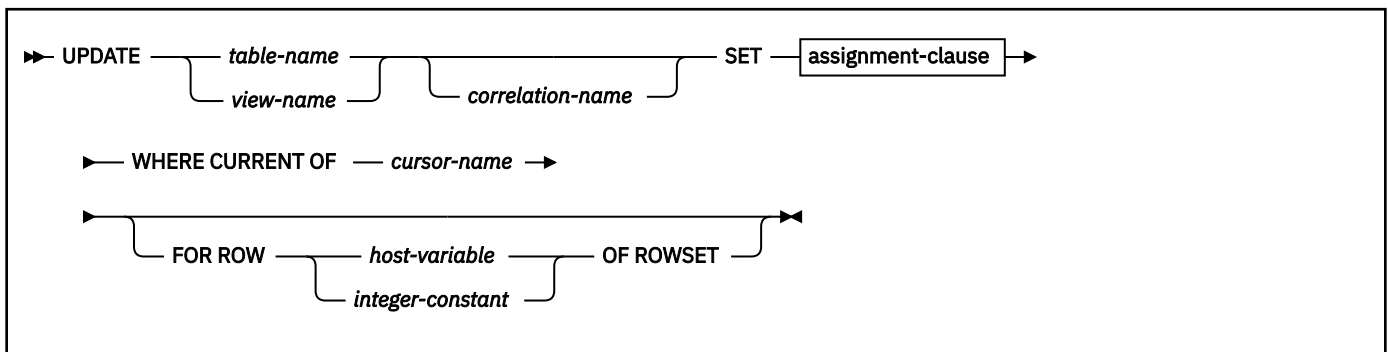 UPDATE table-name SET assignment-clause
view-name correlation-name
WHERE CURRENT OF cursor-name
FOR ROW host-variable OF ROWSET
integer-constant